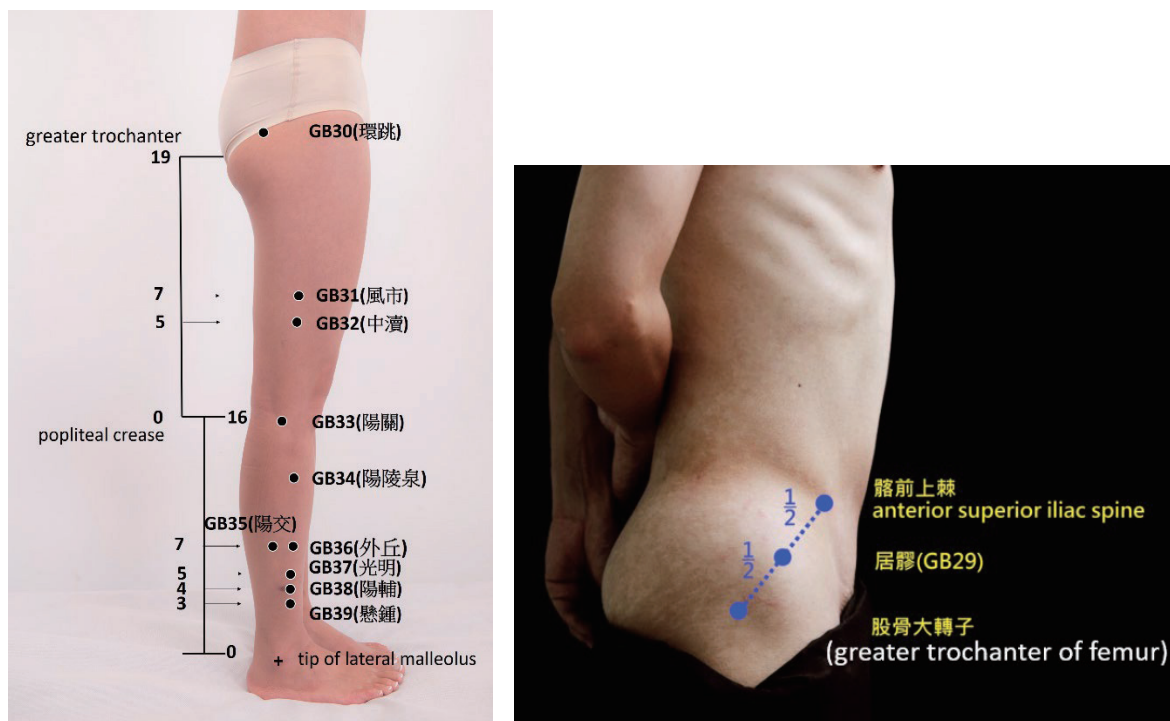 greater trochanter
19
GB30(環跳)
7
GB31(風市)
5
GB32(中瀆)
0
16
GB33(陽關)
popliteal crease
GB34(陽陵泉)
GB35(陽交)
7
GB36(外丘)
5
GB37(光明)
4
GB38(陽輔)
3
GB39(懸鍾)
0
+ tip of lateral malleolus
1/2
髂前上棘
anterior superior iliac spine
1/2
居髎(GB29)
股骨大轉子
(greater trochanter of femur)